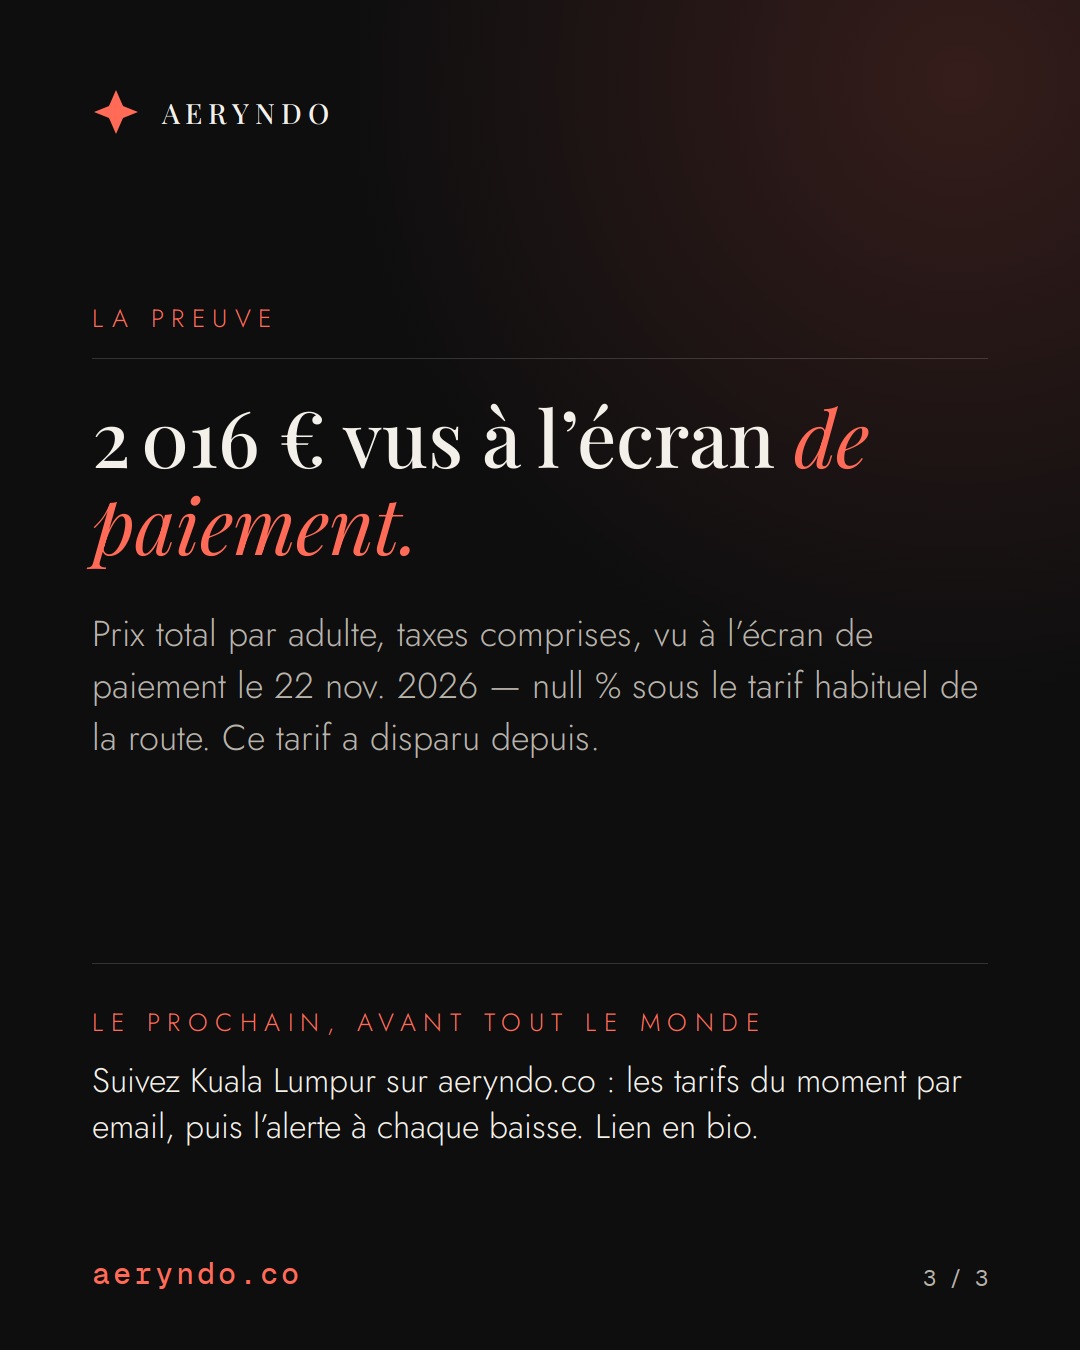 AERYNDO
LA PREUVE
2 016 € vus à l’écran de
paiement.
Prix total par adulte, taxes comprises, vu à l’écran de
paiement le 22 nov. 2026 — null % sous le tarif habituel de
la route. Ce tarif a disparu depuis.
LE PROCHAIN, AVANT TOUT LE MONDE
Suivez Kuala Lumpur sur aeryndo.co : les tarifs du moment par
email, puis l’alerte à chaque baisse. Lien en bio.
aeryndo.co
3 / 3